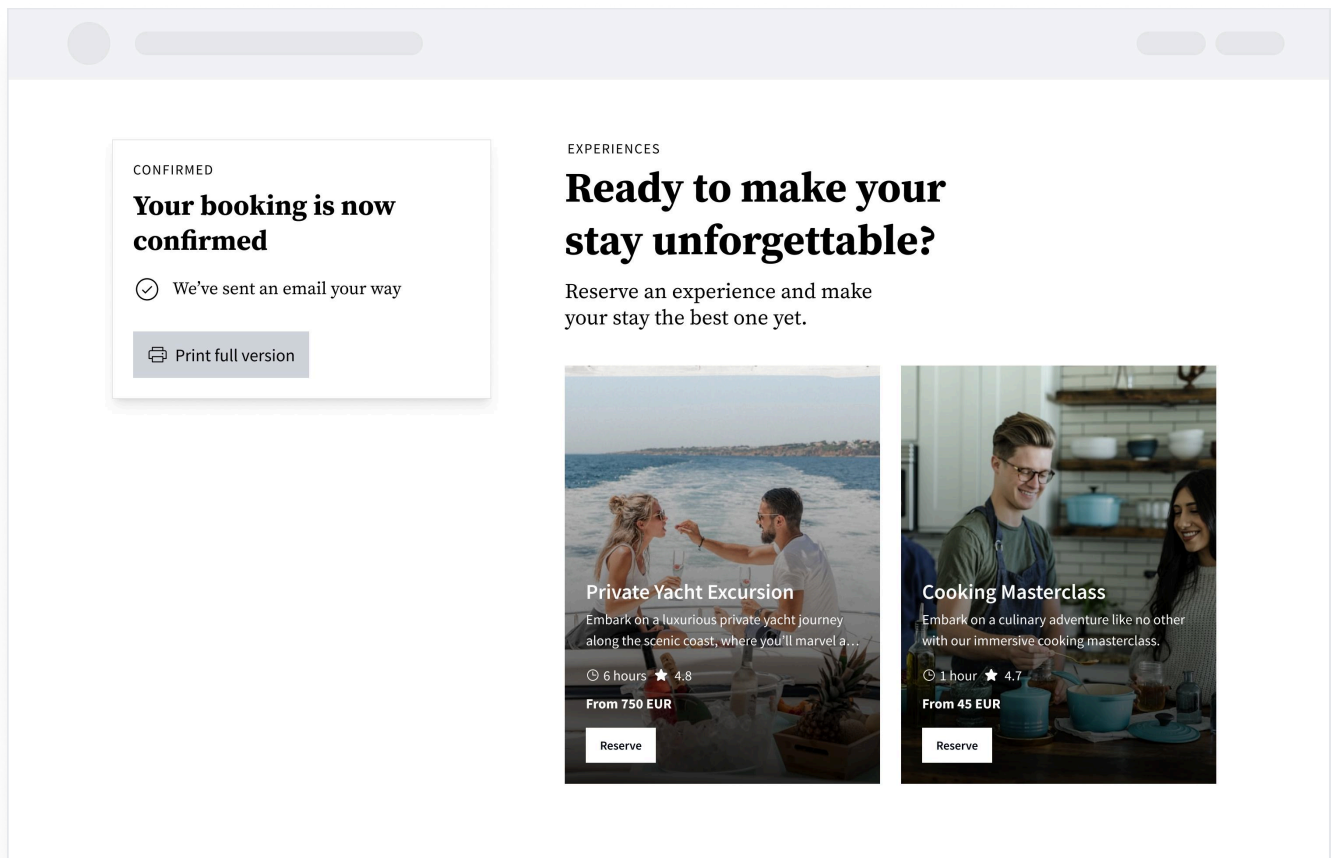 CONFIRMED
Your booking is now
confirmed
We’ve sent an email your way
Print full version
EXPERIENCES
Ready to make your
stay unforgettable?
Reserve an experience and make
your stay the best one yet.
Private Yacht Excursion
Embark on a luxurious private yacht journey
along the scenic coast, where you’ll marvel a…
6 hours ★ 4.8
From 750 EUR
Reserve
Cooking Masterclass
Embark on a culinary adventure like no other
with our immersive cooking masterclass.
1 hour ★ 4.7
From 45 EUR
Reserve